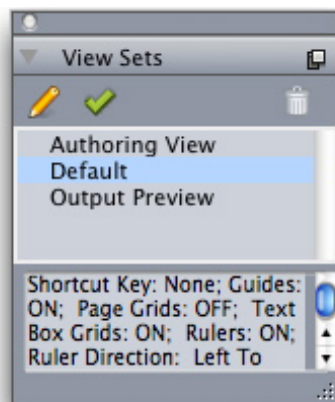 View Sets
Authoring View
Default
Output Preview
Shortcut Key: None; Guides:
ON; Page Grids: OFF; Text
Box Grids: ON; Rulers: ON;
Ruler Direction: Left To